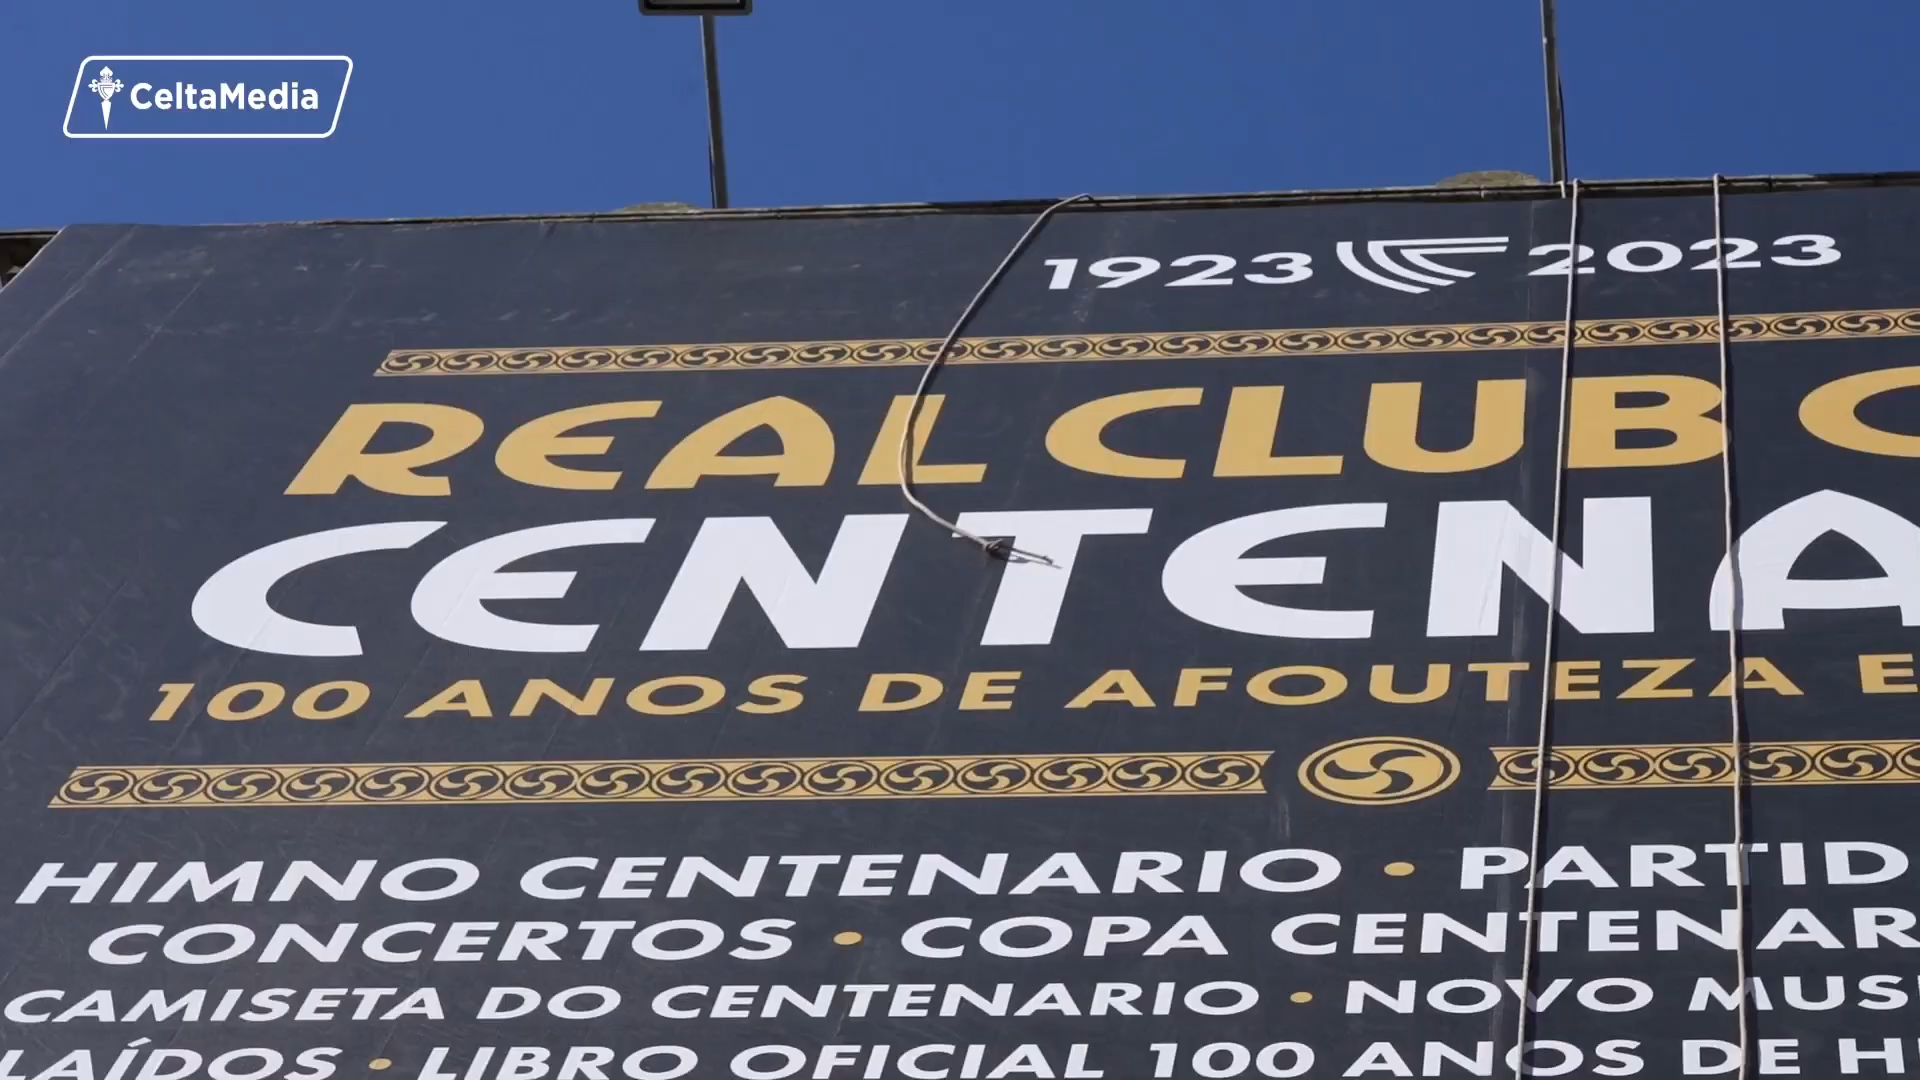 CeltaMedia
1923 2023
REAL CLUB
CENTENA
100 ANOS DE AFOUTEZA E
HIMNO CENTENARIO • PARTID
CONCERTOS • COPA CENTENAR
CAMISETA DO CENTENARIO • NOVO MUS
LAÍDOS • LIBRO OFICIAL 100 ANOS DE H